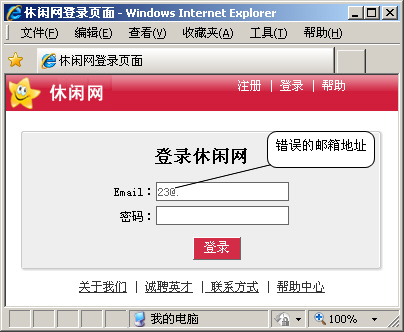 休闲网登录页面 - Windows Internet Explorer
文件(F) 编辑(E) 查看(V) 收藏夹(A) 工具(T) 帮助(H)
休闲网登录页面
休闲网
注册 | 登录 | 帮助
登录休闲网
错误的邮箱地址
Email：23@.
密码：
登录
关于我们 | 诚聘英才 | 联系方式 | 帮助中心
我的电脑 100%